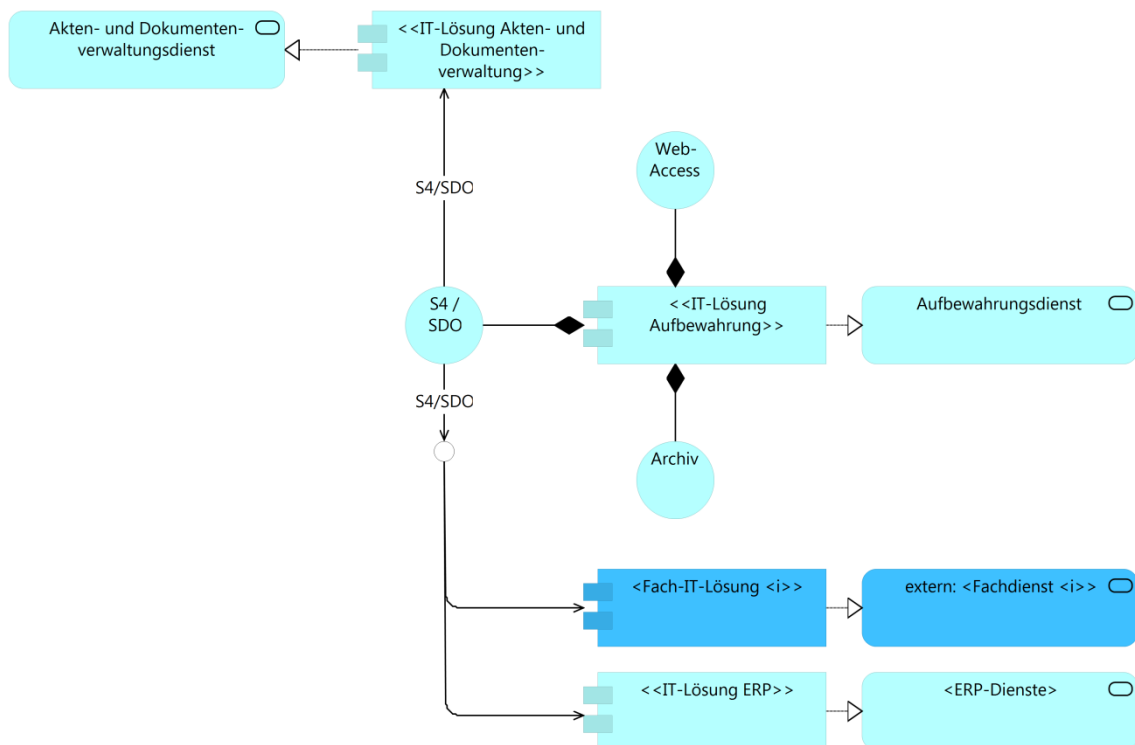 Akten- und Dokumenten-
verwaltungsdienst
<<IT-Lösung Akten- und
Dokumenten-
verwaltung>>
Web-
Access
S4/SDO
S4 /
SDO
<<IT-Lösung
Aufbewahrung>>
Aufbewahrungsdienst
S4/SDO
Archiv
<Fach-IT-Lösung <i>>
extern: <Fachdienst <i>>
<<IT-Lösung ERP>>
<ERP-Dienste>